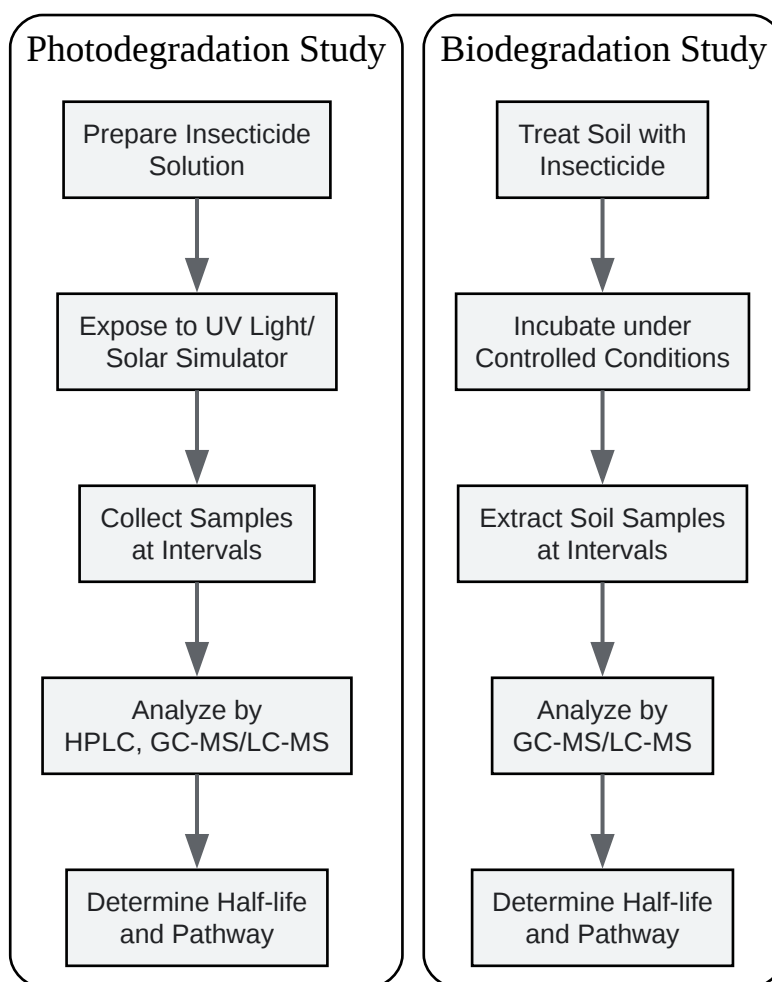 Photodegradation Study
Prepare Insecticide
Solution
Expose to UV Light/
Solar Simulator
Collect Samples
at Intervals
Analyze by
HPLC, GC-MS/LC-MS
Determine Half-life
and Pathway
Biodegradation Study
Treat Soil with
Insecticide
Incubate under
Controlled Conditions
Extract Soil Samples
at Intervals
Analyze by
GC-MS/LC-MS
Determine Half-life
and Pathway